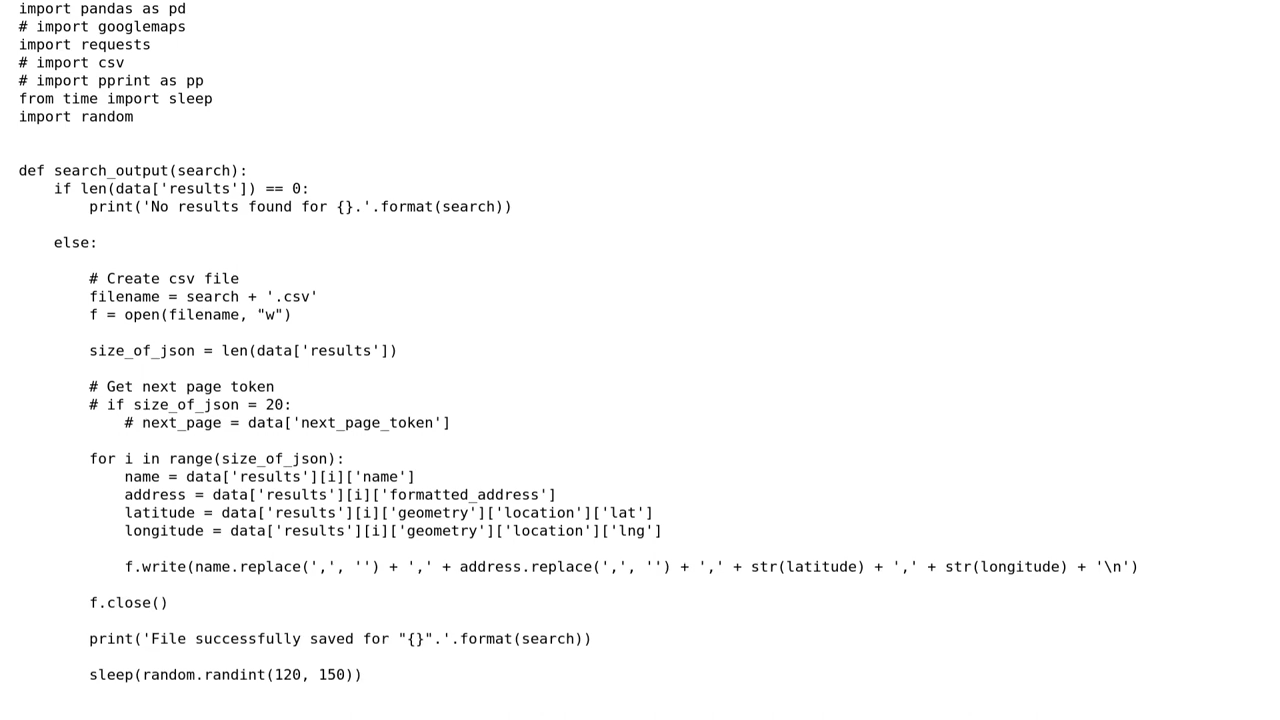 import pandas as pd
# import googlemaps
import requests
# import csv
# import pprint as pp
from time import sleep
import random
def search_output(search):
    if len(data['results']) == 0:
        print('No results found for {}.'.format(search))
    else:
        # Create csv file
        filename = search + '.csv'
        f = open(filename, "w")
        size_of_json = len(data['results'])
        # Get next page token
        # if size_of_json = 20:
            # next_page = data['next_page_token']
        for i in range(size_of_json):
            name = data['results'][i]['name']
            address = data['results'][i]['formatted_address']
            latitude = data['results'][i]['geometry']['location']['lat']
            longitude = data['results'][i]['geometry']['location']['lng']
            f.write(name.replace(',', '') + ',' + address.replace(',', '') + ',' + str(latitude) + ',' + str(longitude) + '\n')
        f.close()
        print('File successfully saved for "{}".'.format(search))
        sleep(random.randint(120, 150))